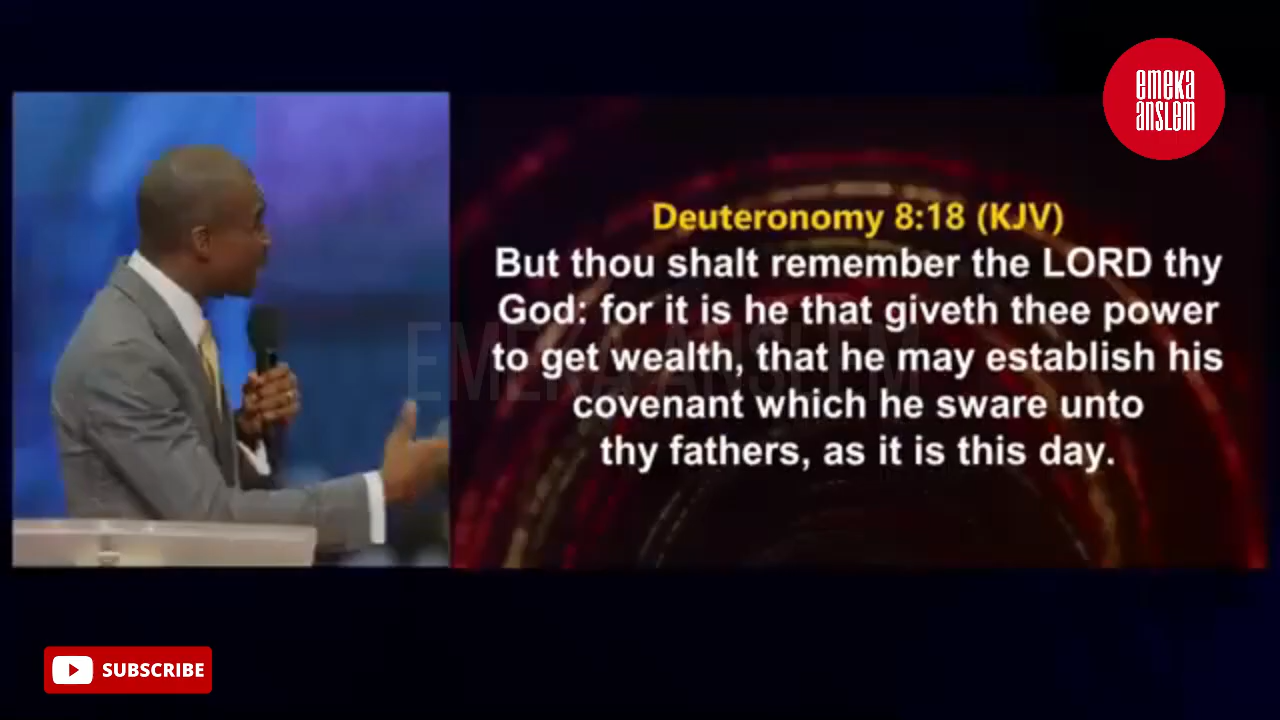 emeka
anslem
Deuteronomy 8:18 (KJV)
But thou shalt remember the LORD thy
God: for it is he that giveth thee power
to get wealth, that he may establish his
covenant which he sware unto
thy fathers, as it is this day.
EMEKA ANSLEM
SUBSCRIBE